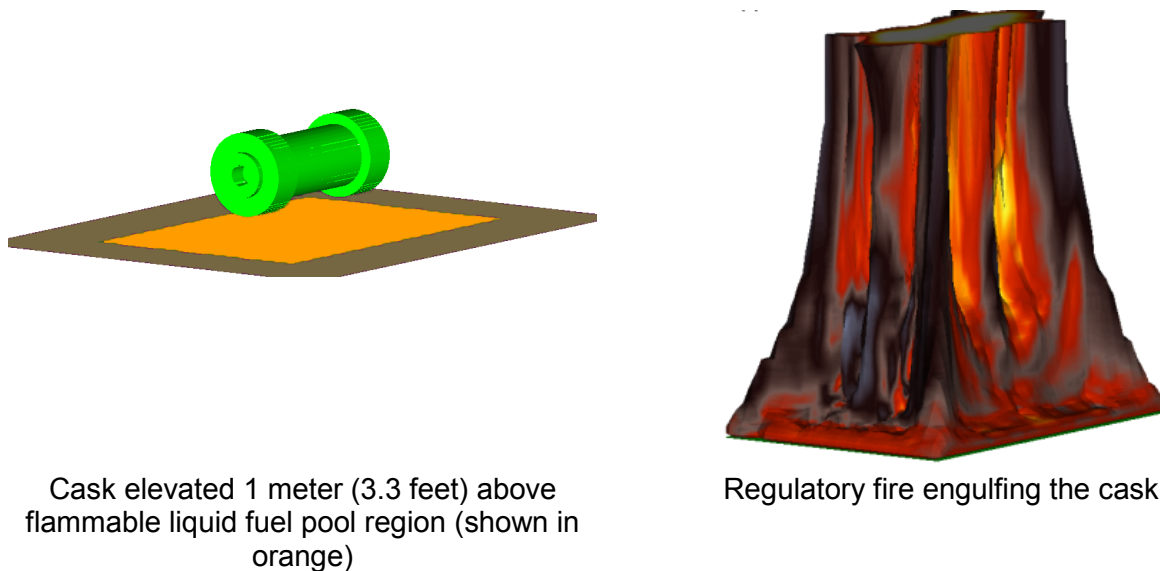 Cask elevated 1 meter (3.3 feet) above
flammable liquid fuel pool region (shown in
orange)
Regulatory fire engulfing the cask